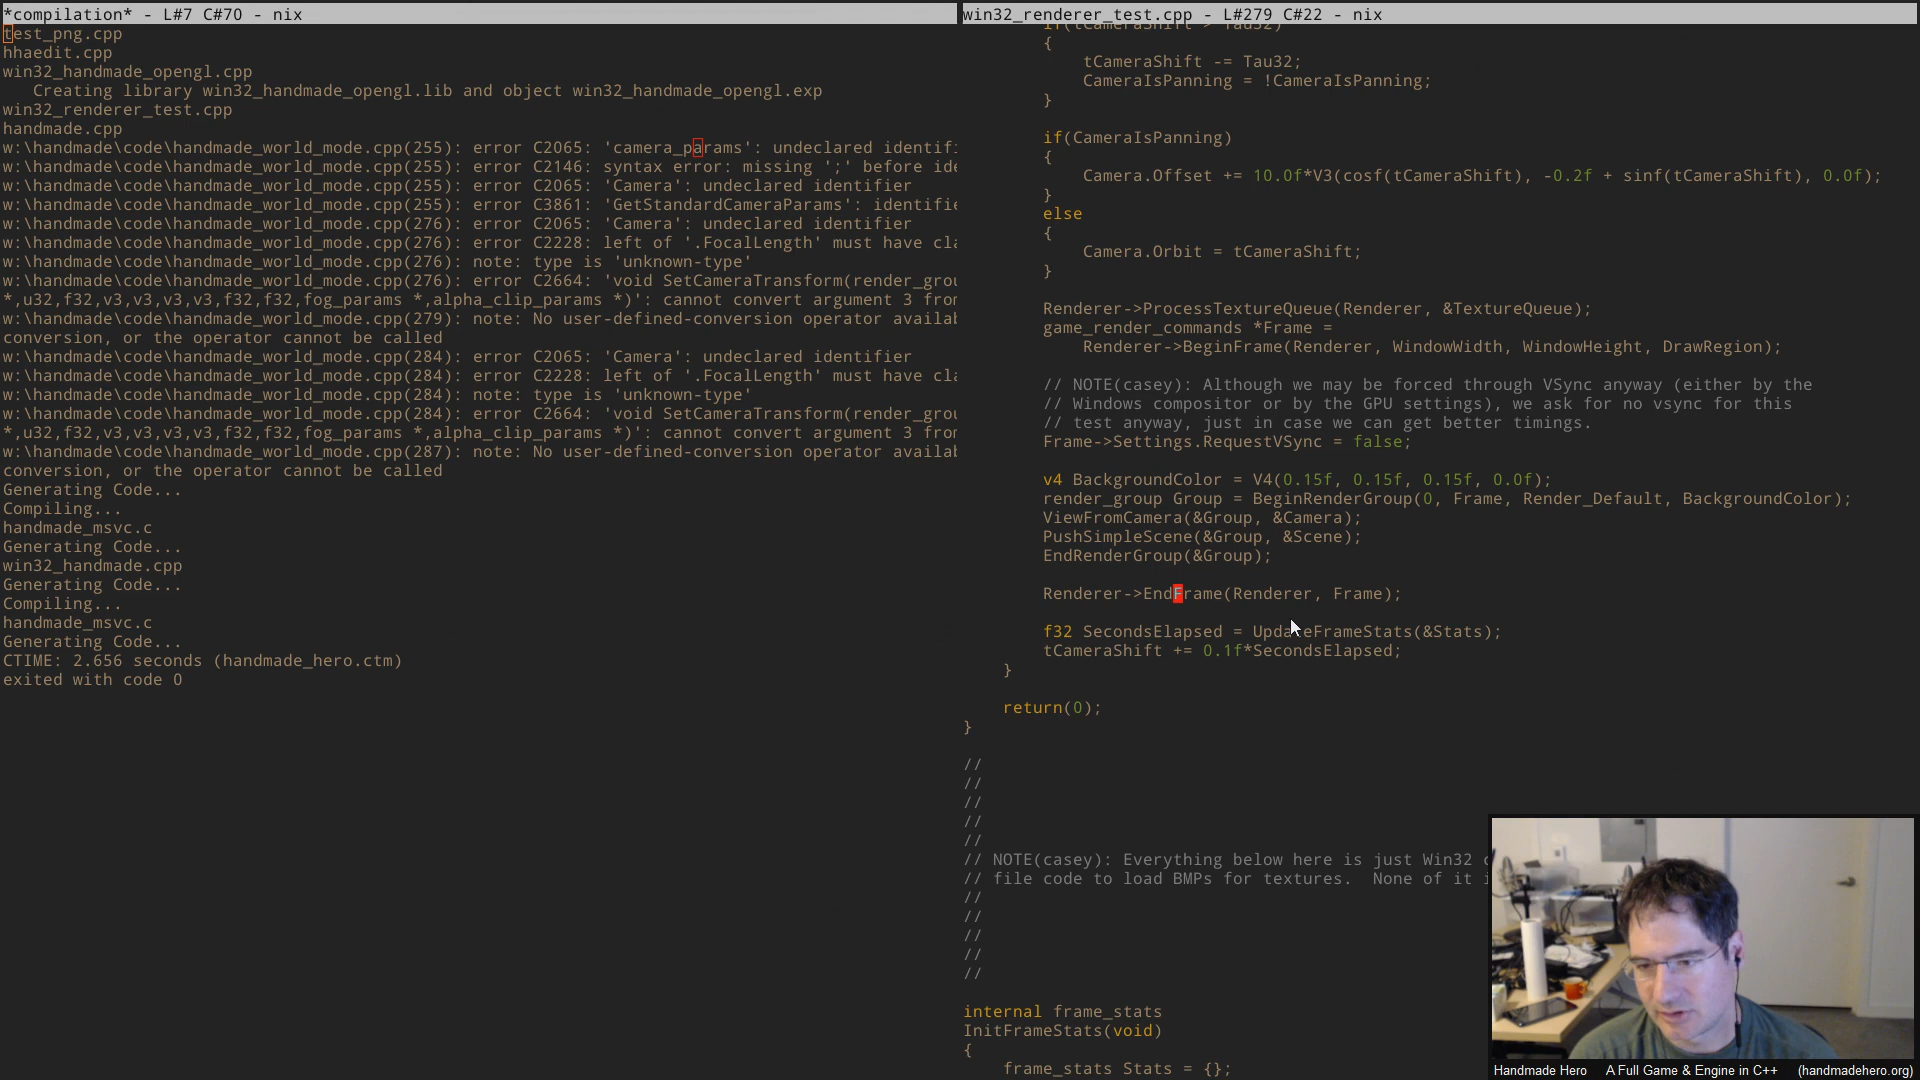 *compilation* - L#7 C#70 - nix
test_png.cpp
hhaedit.cpp
win32_handmade_opengl.cpp
Creating library win32_handmade_opengl.lib and object win32_handmade_opengl.exp
win32_renderer_test.cpp
handmade.cpp
w:\handmade\code\handmade_world_mode.cpp(255): error C2065: 'camera_params': undeclared identifi
w:\handmade\code\handmade_world_mode.cpp(255): error C2146: syntax error: missing ';' before ide
w:\handmade\code\handmade_world_mode.cpp(255): error C2065: 'Camera': undeclared identifier
w:\handmade\code\handmade_world_mode.cpp(255): error C3861: 'GetStandardCameraParams': identifie
w:\handmade\code\handmade_world_mode.cpp(276): error C2065: 'Camera': undeclared identifier
w:\handmade\code\handmade_world_mode.cpp(276): error C2228: left of '.FocalLength' must have cla
w:\handmade\code\handmade_world_mode.cpp(276): note: type is 'unknown-type'
w:\handmade\code\handmade_world_mode.cpp(276): error C2664: 'void SetCameraTransform(render_grou
*,u32,f32,v3,v3,v3,v3,f32,f32,fog_params *,alpha_clip_params *)': cannot convert argument 3 from
w:\handmade\code\handmade_world_mode.cpp(279): note: No user-defined-conversion operator availab
conversion, or the operator cannot be called
w:\handmade\code\handmade_world_mode.cpp(284): error C2065: 'Camera': undeclared identifier
w:\handmade\code\handmade_world_mode.cpp(284): error C2228: left of '.FocalLength' must have cla
w:\handmade\code\handmade_world_mode.cpp(284): note: type is 'unknown-type'
w:\handmade\code\handmade_world_mode.cpp(284): error C2664: 'void SetCameraTransform(render_grou
*,u32,f32,v3,v3,v3,v3,f32,f32,fog_params *,alpha_clip_params *)': cannot convert argument 3 from
w:\handmade\code\handmade_world_mode.cpp(287): note: No user-defined-conversion operator availab
conversion, or the operator cannot be called
Generating Code...
Compiling...
handmade_msvc.c
Generating Code...
win32_handmade.cpp
Generating Code...
Compiling...
handmade_msvc.c
Generating Code...
CTIME: 2.656 seconds (handmade_hero.ctm)
exited with code 0
win32_renderer_test.cpp - L#279 C#22 - nix
if(tCameraShift > Tau32)
{
tCameraShift -= Tau32;
CameraIsPanning = !CameraIsPanning;
}
if(CameraIsPanning)
{
Camera.Offset += 10.0f*V3(cosf(tCameraShift), -0.2f + sinf(tCameraShift), 0.0f);
}
else
{
Camera.Orbit = tCameraShift;
}
Renderer->ProcessTextureQueue(Renderer, &TextureQueue);
game_render_commands *Frame =
Renderer->BeginFrame(Renderer, WindowWidth, WindowHeight, DrawRegion);
// NOTE(casey): Although we may be forced through VSync anyway (either by the
// Windows compositor or by the GPU settings), we ask for no vsync for this
// test anyway, just in case we can get better timings.
Frame->Settings.RequestVSync = false;
v4 BackgroundColor = V4(0.15f, 0.15f, 0.15f, 0.0f);
render_group Group = BeginRenderGroup(0, Frame, Render_Default, BackgroundColor);
ViewFromCamera(&Group, &Camera);
PushSimpleScene(&Group, &Scene);
EndRenderGroup(&Group);
Renderer->EndFrame(Renderer, Frame);
f32 SecondsElapsed = UpdateFrameStats(&Stats);
tCameraShift += 0.1f*SecondsElapsed;
}
return(0);
}
//
//
//
//
//
// NOTE(casey): Everything below here is just Win32
// file code to load BMPs for textures.  None of it i
//
//
//
//
//
internal frame_stats
InitFrameStats(void)
{
frame_stats Stats = {};
Handmade Hero A Full Game & Engine in C++ (handmadehero.org)